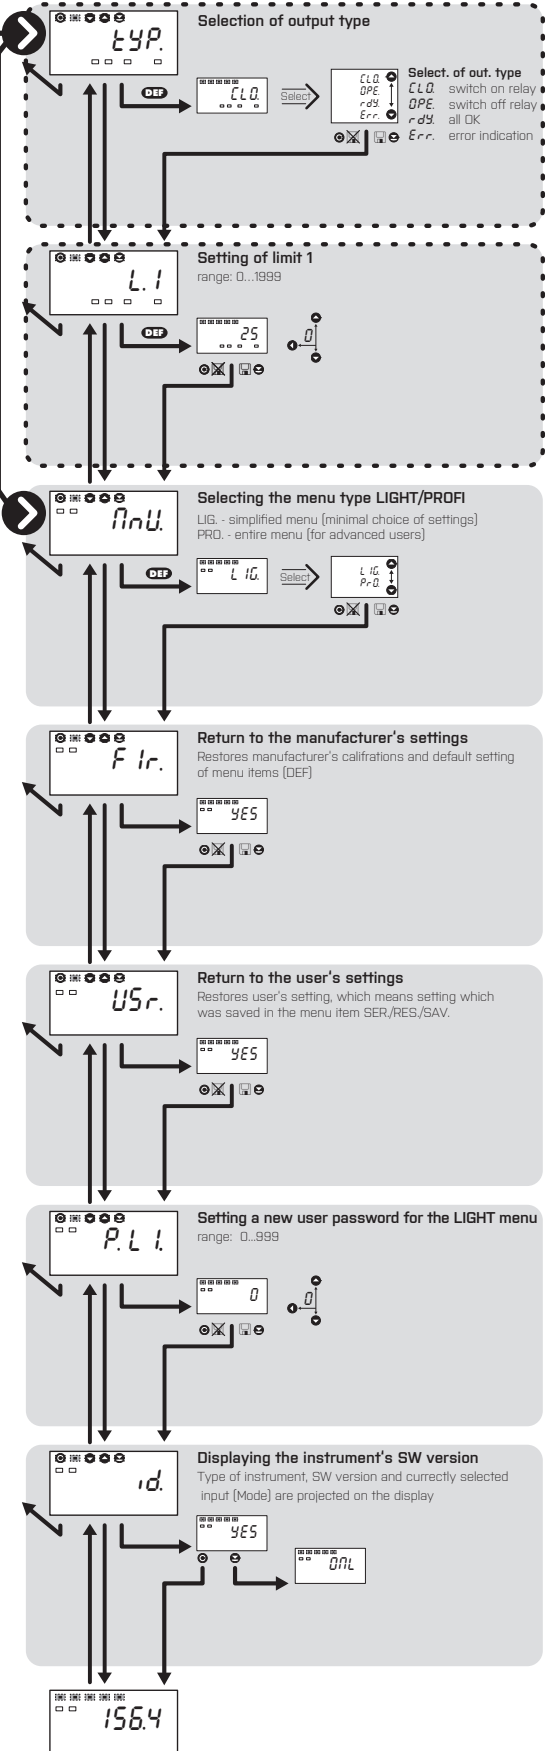 Selection of output type
tYP.
DEF
CLO.
Select
CLO.
OPE.
rdY.
Err.
Select. of out. type
CLO. switch on relay
OPE. switch off relay
rdY. all OK
Err. error indication
Setting of limit 1
range: 0...1999
L. 1
DEF
25
0
Selecting the menu type LIGHT/PROFI
LIG. - simplified menu (minimal choice of settings)
PRO. - entire menu (for advanced users)
MnU.
DEF
LIG.
Select
LIG.
PrO.
Return to the manufacturer's settings
Restores manufacturer's califrations and default setting
of menu items (DEF)
FIr.
YES
Return to the user's settings
Restores user's setting, which means setting which
was saved in the menu item SER./RES./SAV.
USr.
YES
Setting a new user password for the LIGHT menu
range: 0...999
P. L I.
0
0
Displaying the instrument's SW version
Type of instrument, SW version and currectly selected
input (Mode) are projected on the display
id.
YES
OML
156.4